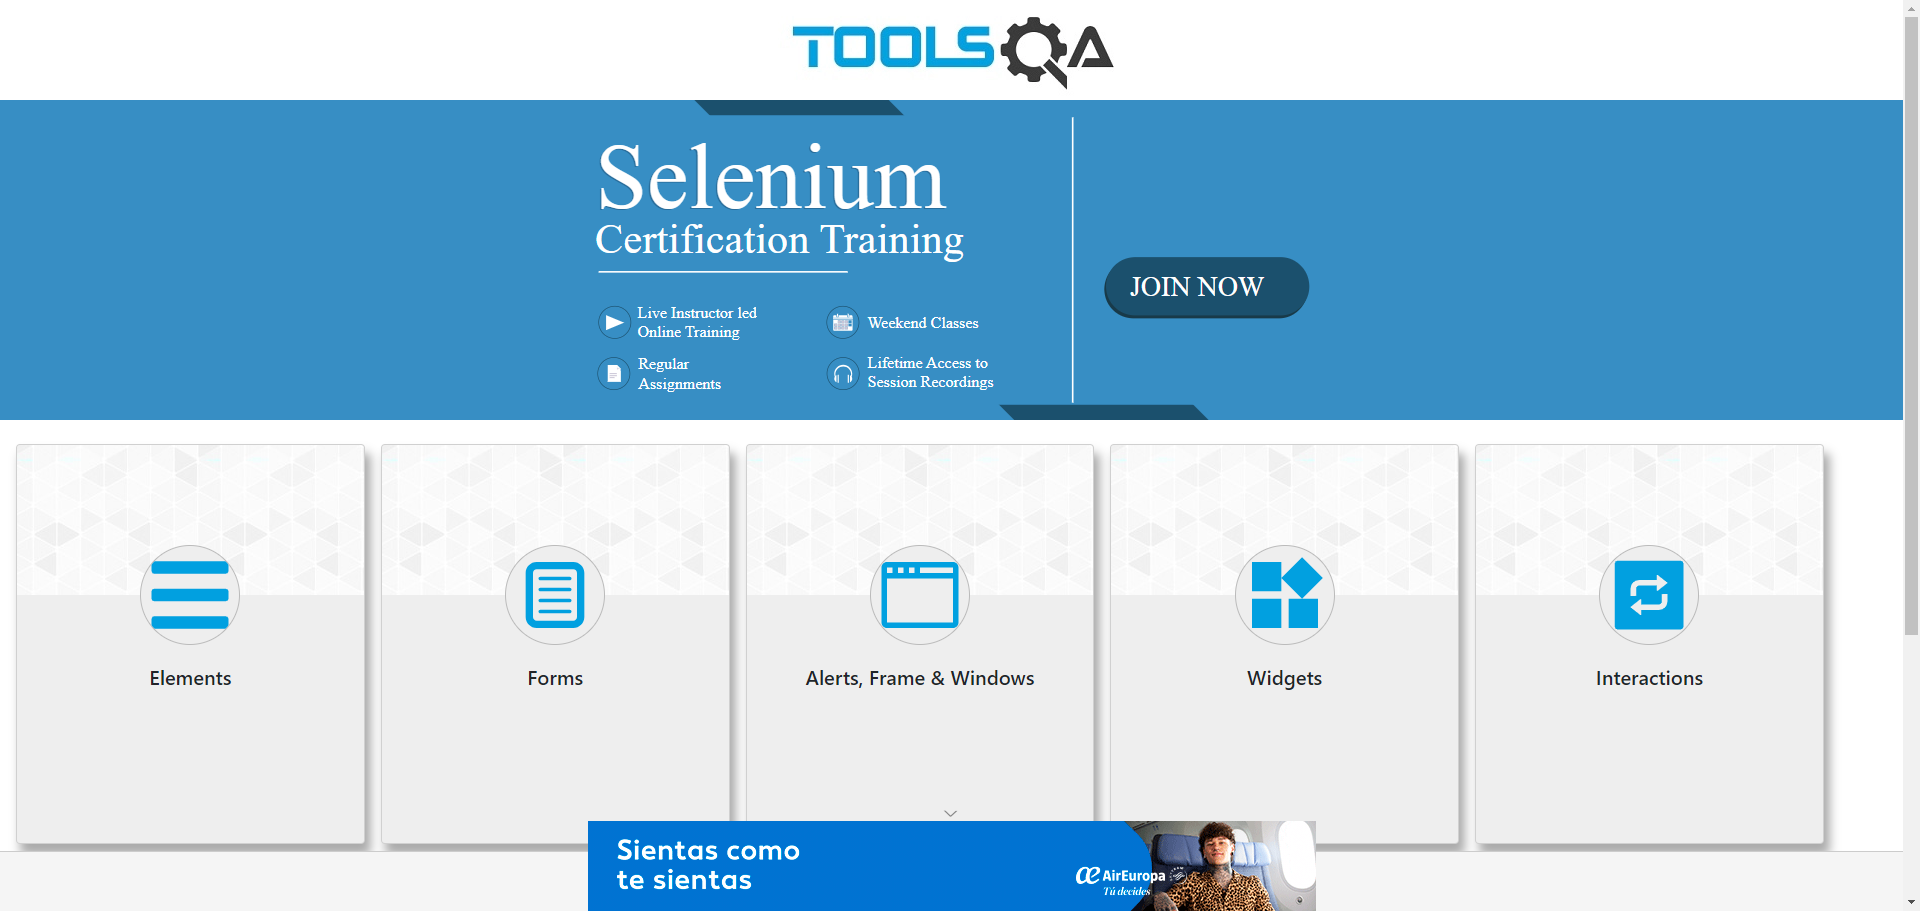 TOOLSQA
Selenium
Certification Training
Live Instructor led
Online Training
Weekend Classes
Regular
Assignments
Lifetime Access to
Session Recordings
JOIN NOW
Elements
Forms
Alerts, Frame & Windows
Widgets
Interactions
Sientas como
te sientas
AirEuropa
Tú decides